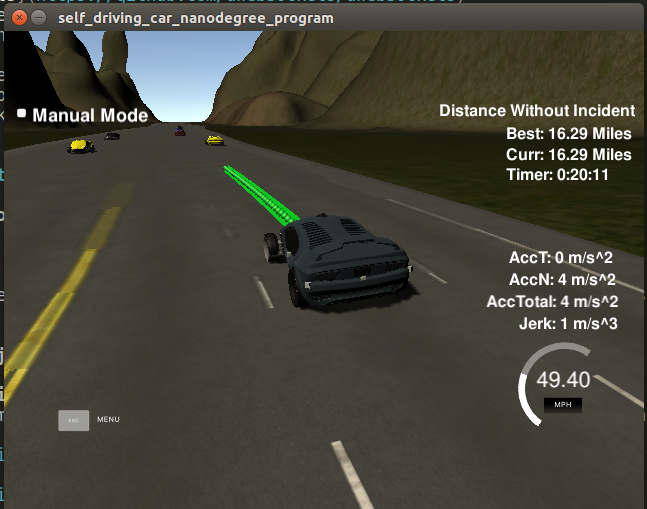 self_driving_car_nanodegree_program
Manual Mode
Distance Without Incident
Best: 16.29 Miles
Curr: 16.29 Miles
Timer: 0:20:11
AccT: 0 m/s^2
AccN: 4 m/s^2
AccTotal: 4 m/s^2
Jerk: 1 m/s^3
49.40
MPH
ESC
MENU